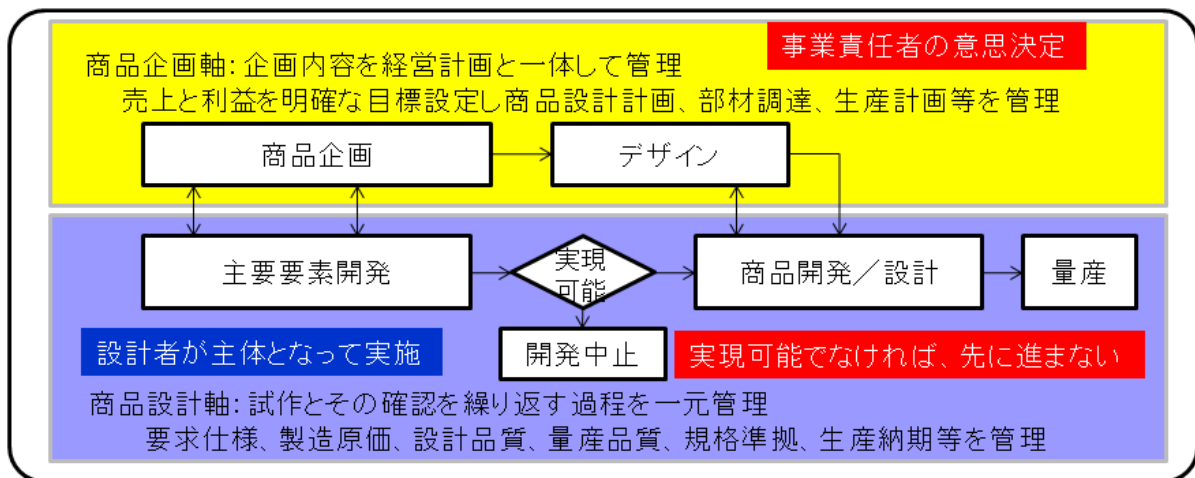 事業責任者の意思決定
商品企画軸：企画内容を経営計画と一体して管理
売上と利益を明確な目標設定し商品設計計画、部材調達、生産計画等を管理
商品企画
デザイン
主要要素開発
実現
可能
商品開発／設計
量産
設計者が主体となって実施
開発中止
実現可能でなければ、先に進まない
商品設計軸：試作とその確認を繰り返す過程を一元管理
要求仕様、製造原価、設計品質、量産品質、規格準拠、生産納期等を管理